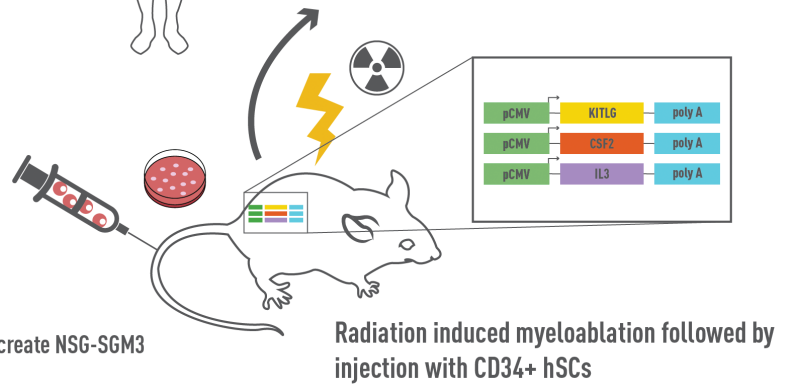 pCMV KITLG poly A
pCMV CSF2 poly A
pCMV IL3 poly A
create NSG-SGM3
Radiation induced myeloablation followed by
injection with CD34+ hSCs